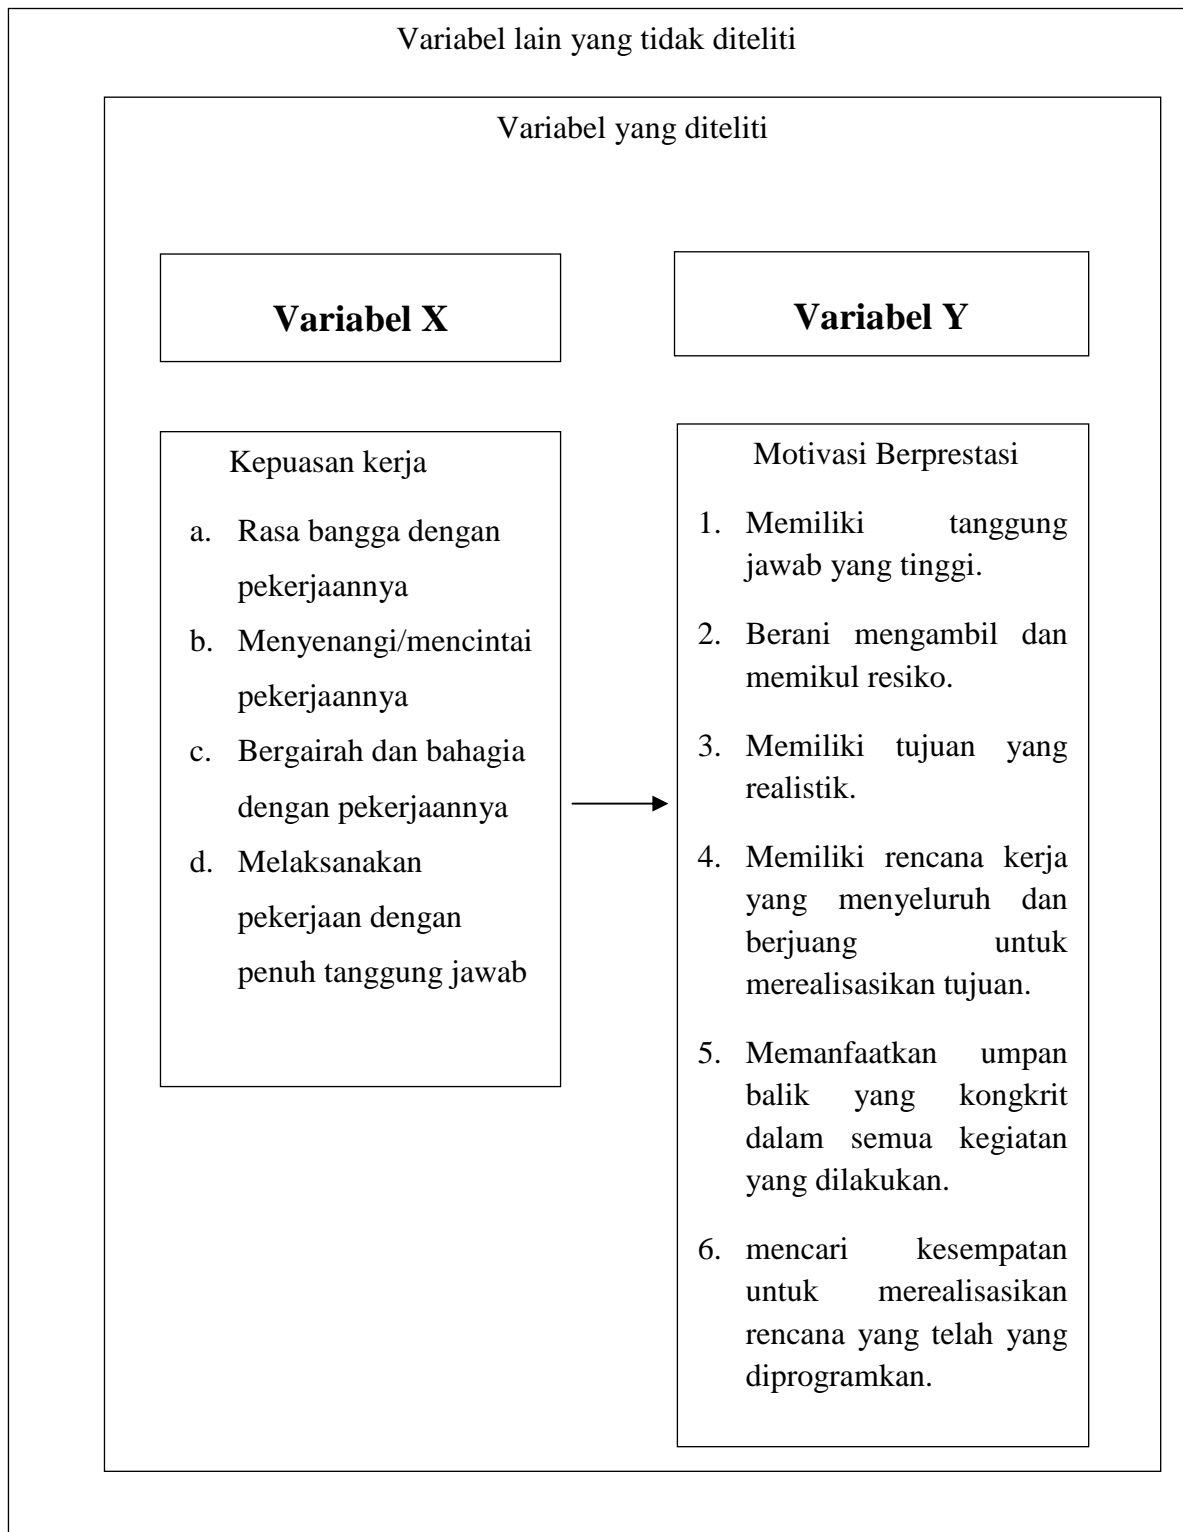 Variabel lain yang tidak diteliti
Variabel yang diteliti
Variabel X
Variabel Y
Kepuasan kerja
a. Rasa bangga dengan
pekerjaannya
b. Menyenangi/mencintai
pekerjaannya
c. Bergairah dan bahagia
dengan pekerjaannya
d. Melaksanakan
pekerjaan dengan
penuh tanggung jawab
Motivasi Berprestasi
1. Memiliki tanggung
jawab yang tinggi.
2. Berani mengambil dan
memikul resiko.
3. Memiliki tujuan yang
realistik.
4. Memiliki rencana kerja
yang menyeluruh dan
berjuang untuk
merealisasikan tujuan.
5. Memanfaatkan umpan
balik yang kongkrit
dalam semua kegiatan
yang dilakukan.
6. mencari kesempatan
untuk merealisasikan
rencana yang telah yang
diprogramkan.